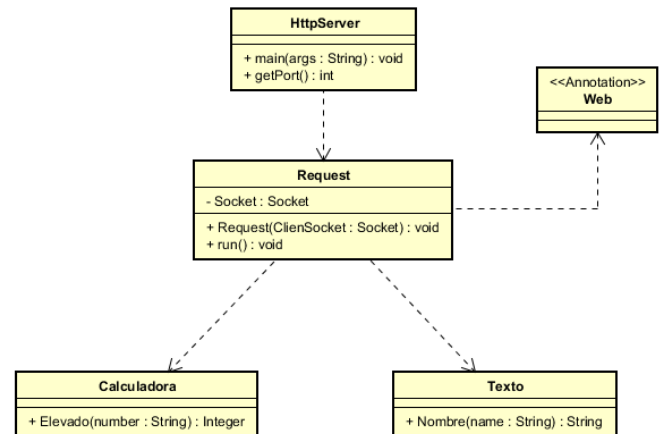 HttpServer
+ main(args : String) : void
+ getPort() : int
<<Annotation>>
Web
Request
- Socket : Socket
+ Request(ClienSocket : Socket) : void
+ run() : void
Calculadora
+ Elevado(number : String) : Integer
Texto
+ Nombre(name : String) : String